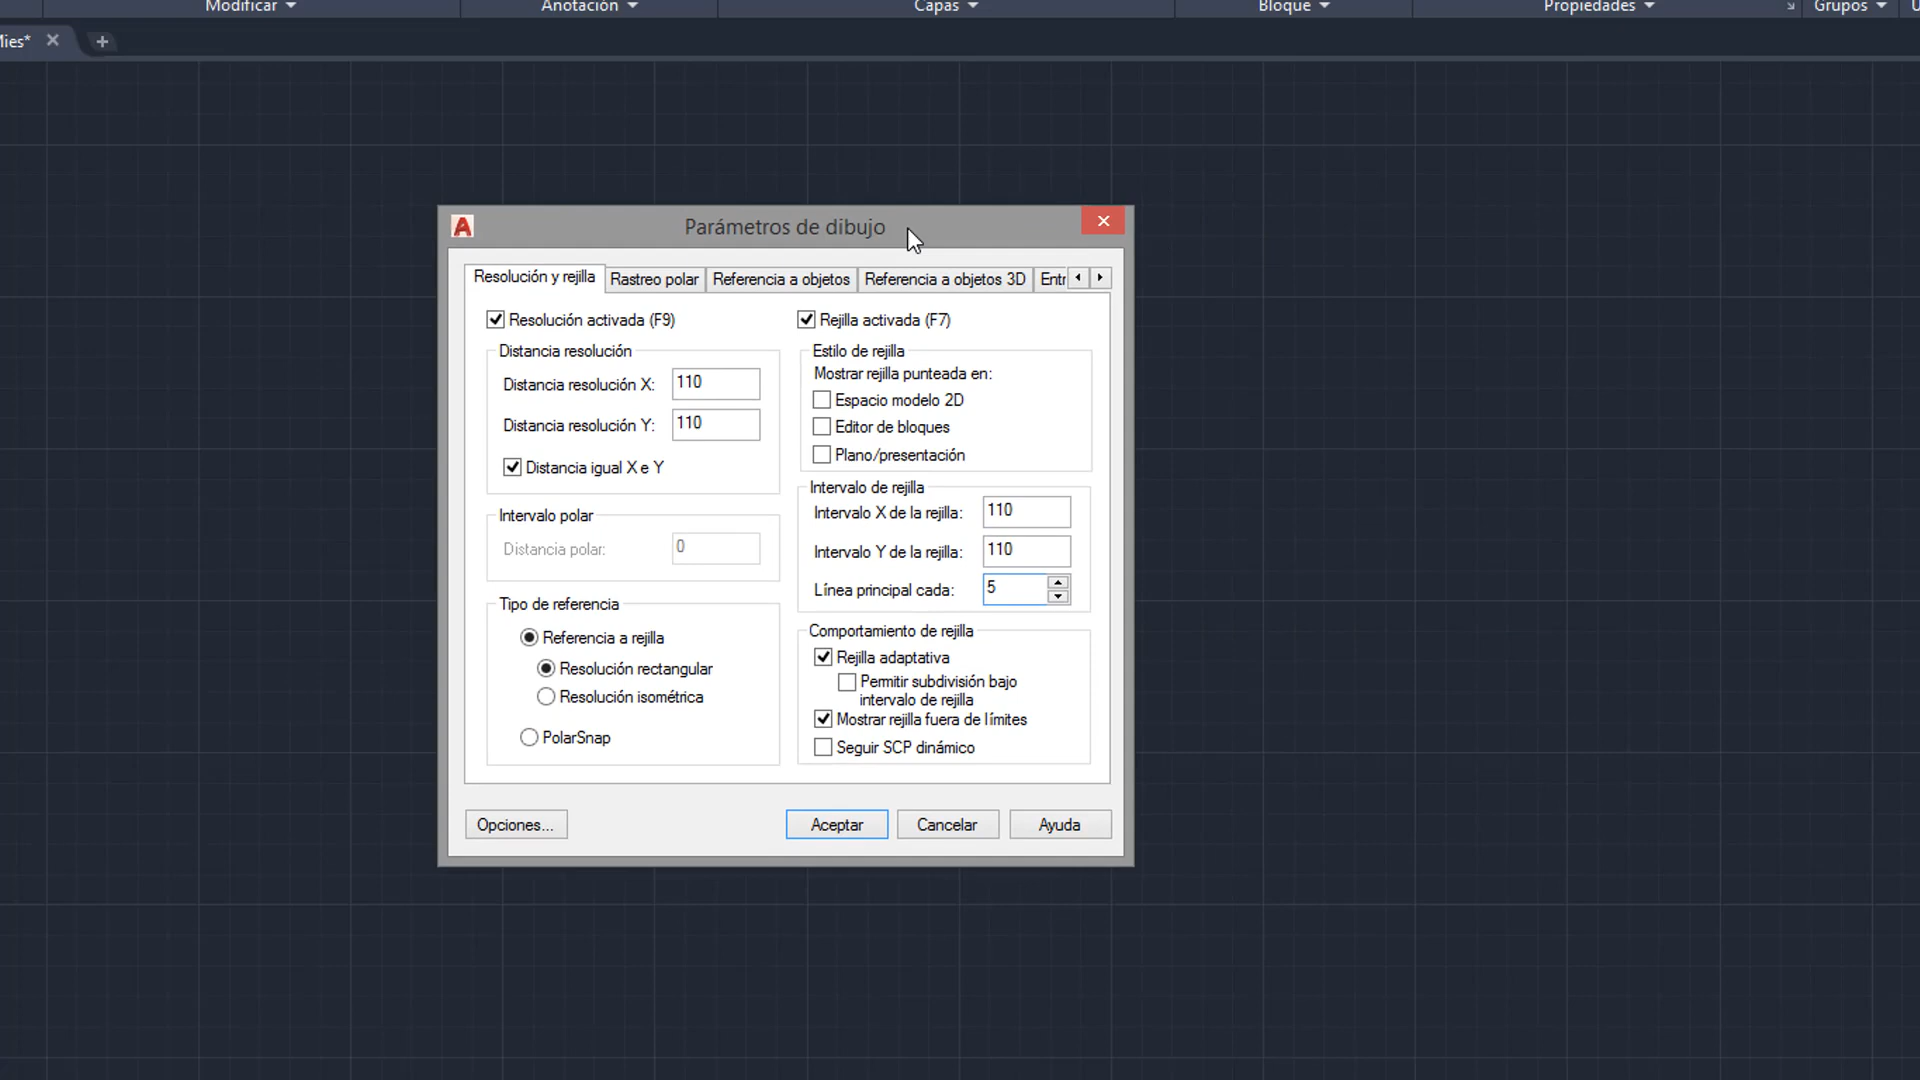 Modificar
Anotación
Capas
Bloque
Propiedades
Grupos
Mies*
Parámetros de dibujo
Resolución y rejilla
Rastreo polar
Referencia a objetos
Referencia a objetos 3D
Entr
Resolución activada (F9)
Distancia resolución
Distancia resolución X: 110
Distancia resolución Y: 110
Distancia igual X e Y
Intervalo polar
Distancia polar: 0
Tipo de referencia
Referencia a rejilla
Resolución rectangular
Resolución isométrica
PolarSnap
Rejilla activada (F7)
Estilo de rejilla
Mostrar rejilla punteada en:
Espacio modelo 2D
Editor de bloques
Plano/presentación
Intervalo de rejilla
Intervalo X de la rejilla: 110
Intervalo Y de la rejilla: 110
Línea principal cada: 5
Comportamiento de rejilla
Rejilla adaptativa
Permitir subdivisión bajo
intervalo de rejilla
Mostrar rejilla fuera de límites
Seguir SCP dinámico
Opciones...
Aceptar
Cancelar
Ayuda